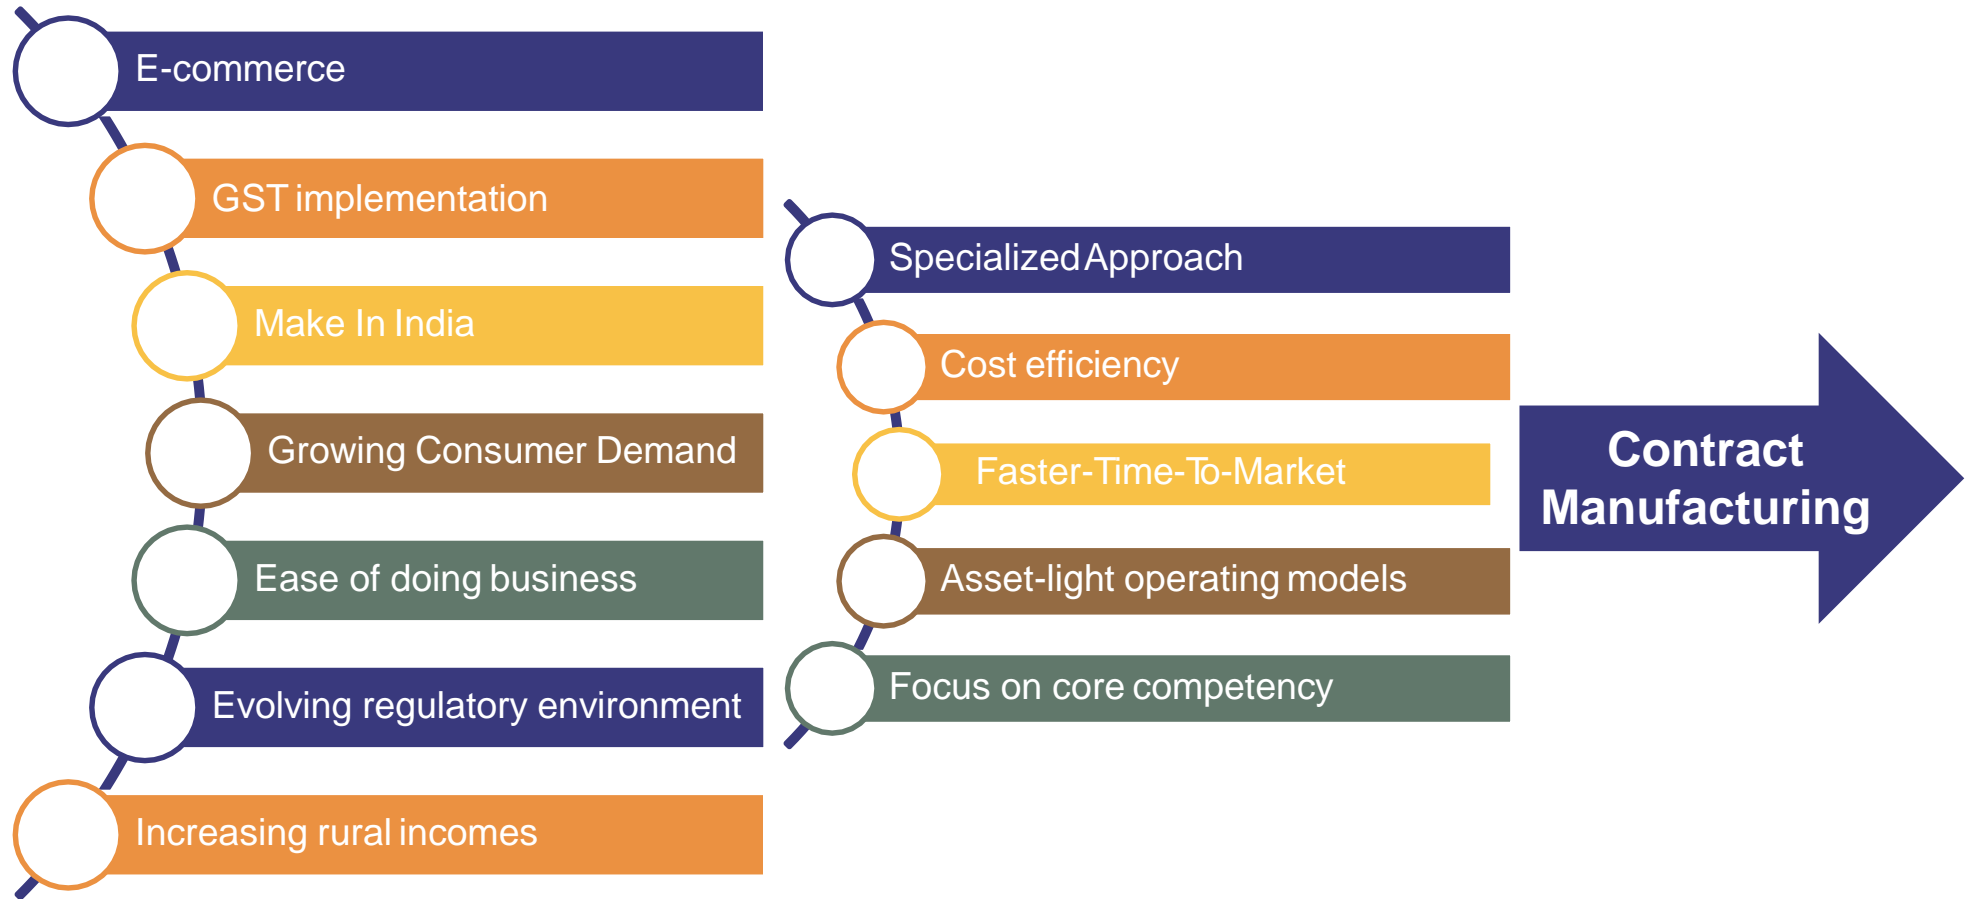 E-commerce
GST implementation
Make In India
Growing Consumer Demand
Ease of doing business
Evolving regulatory environment
Increasing rural incomes
Specialized Approach
Cost efficiency
Faster-Time-To-Market
Asset-light operating models
Focus on core competency
Contract
Manufacturing